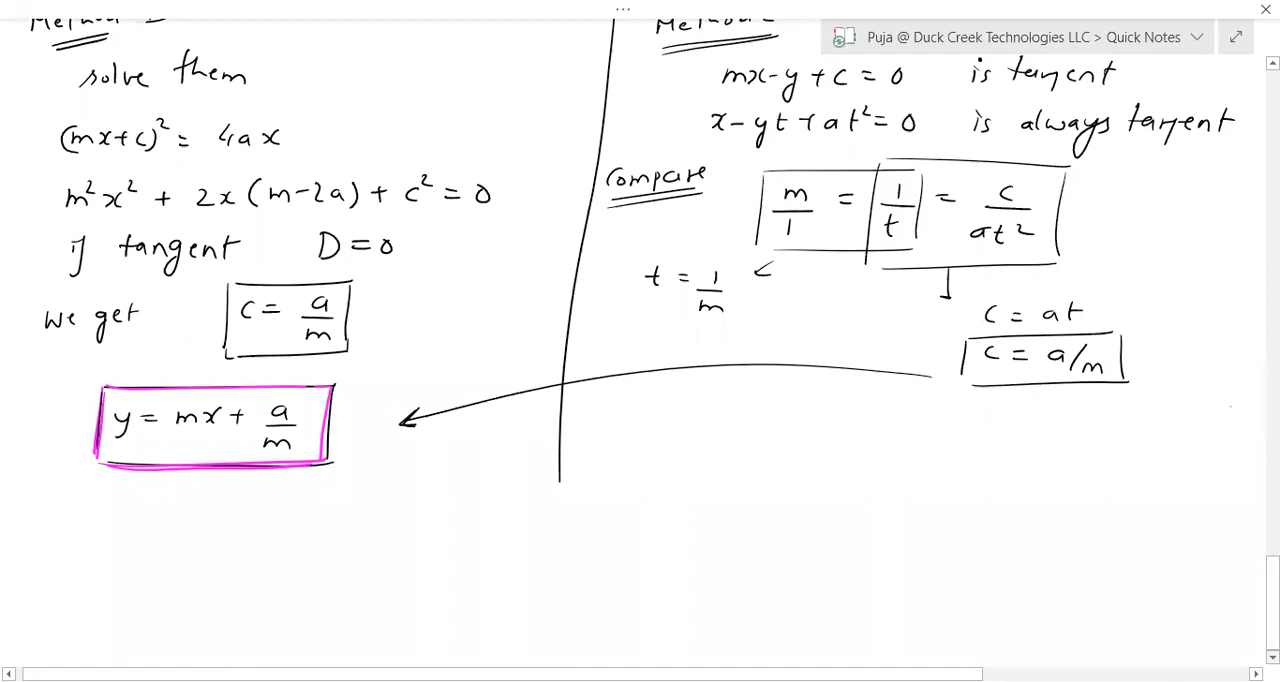 Puja @ Duck Creek Technologies LLC > Quick Notes
solve them
(mx+c)² = 4ax
m²x² + 2x(m-2a) + c² = 0
if tangent D=0
we get c = a/m
y = mx + a/m
mx-y+c = 0 is tangent
x-yt+at²=0 is always tangent
Compare m/1 = 1/t = c/at²
t = 1/m
c = at
c = a/m